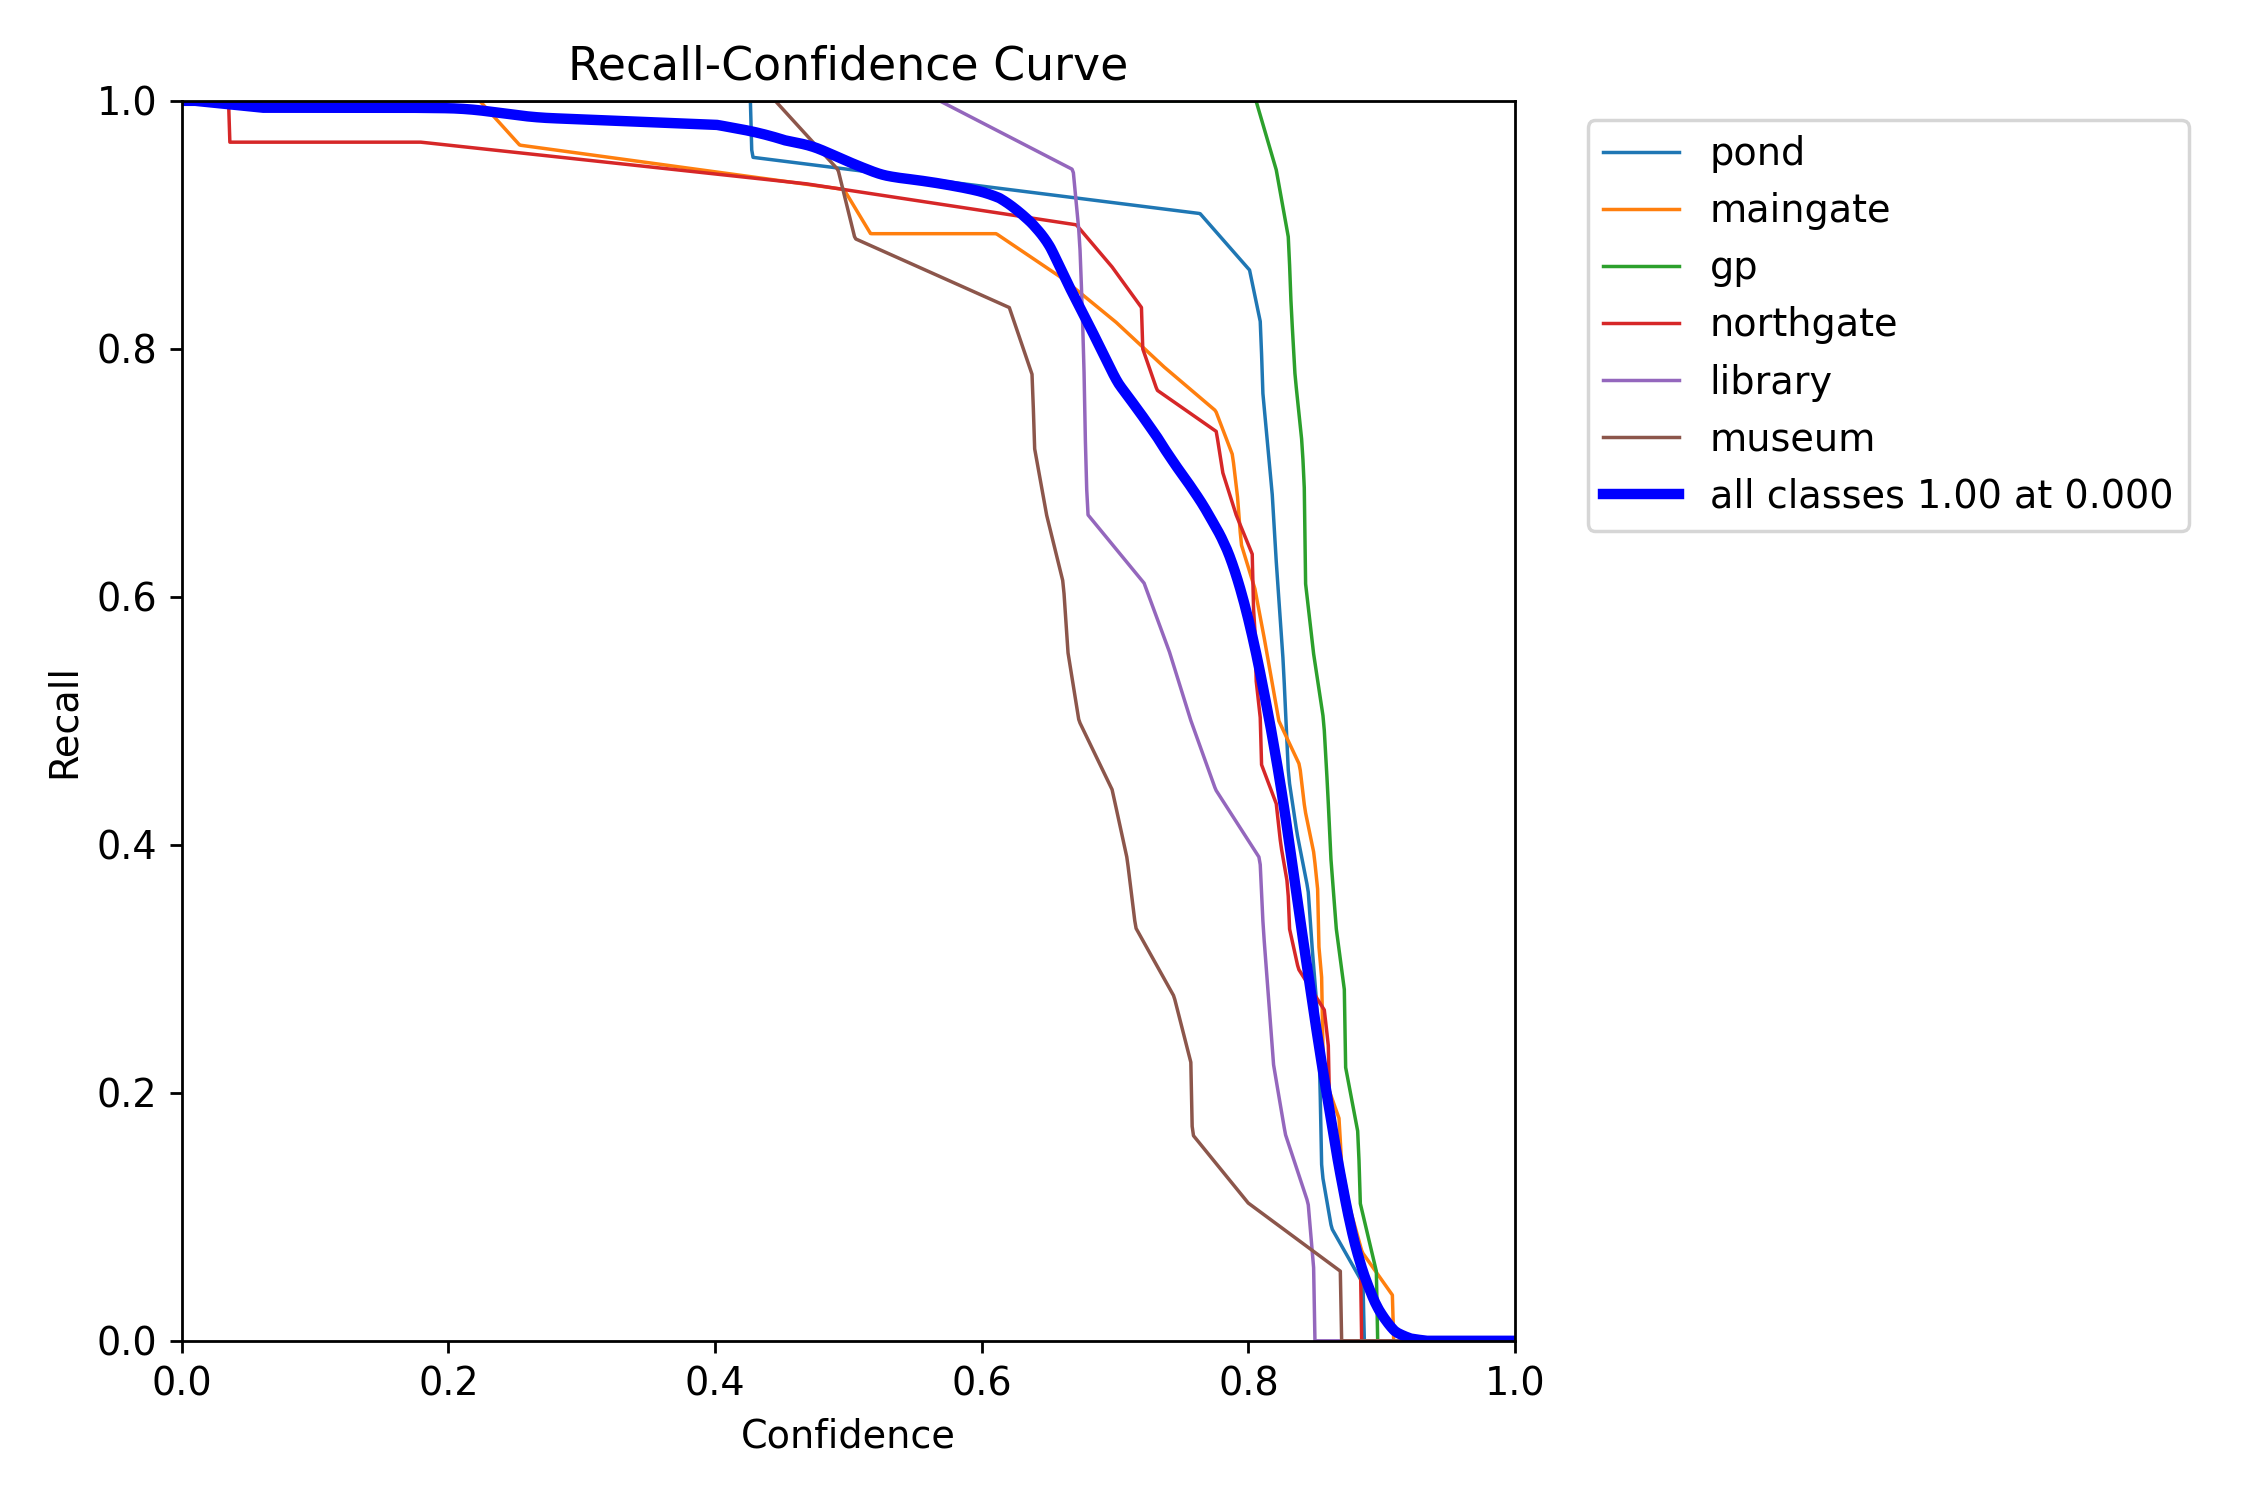 Recall-Confidence Curve
1.0
0.8
0.6
0.4
0.2
0.0
Recall
0.0 0.2 0.4 0.6 0.8 1.0
Confidence
pond
maingate
gp
northgate
library
museum
all classes 1.00 at 0.000